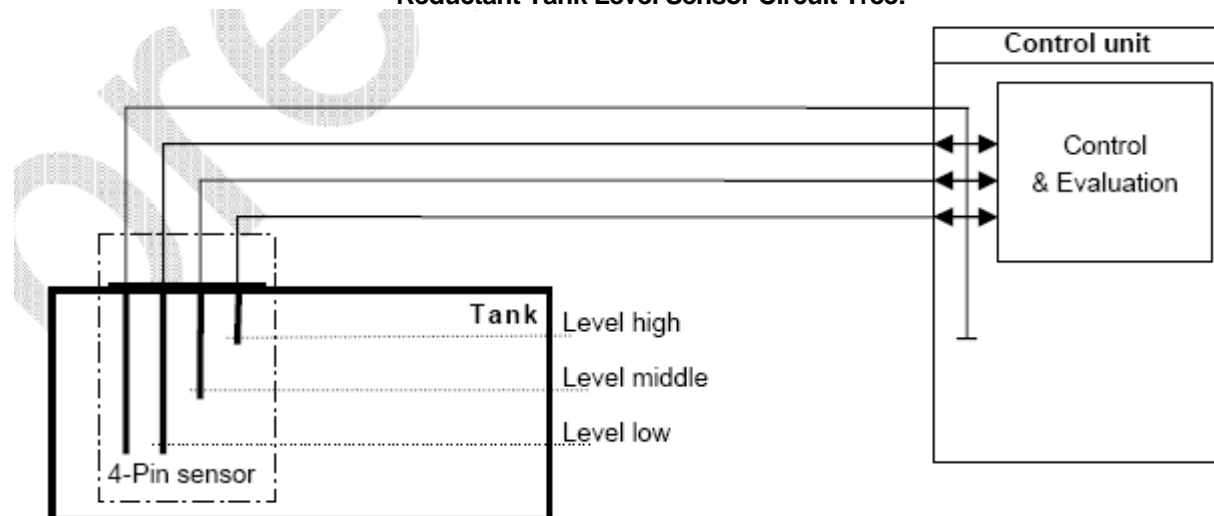 Reductant Tank Level Sensor Circuit Tree:
Control unit
Control
& Evaluation
Tank
Level high
Level middle
Level low
4-Pin sensor
pre